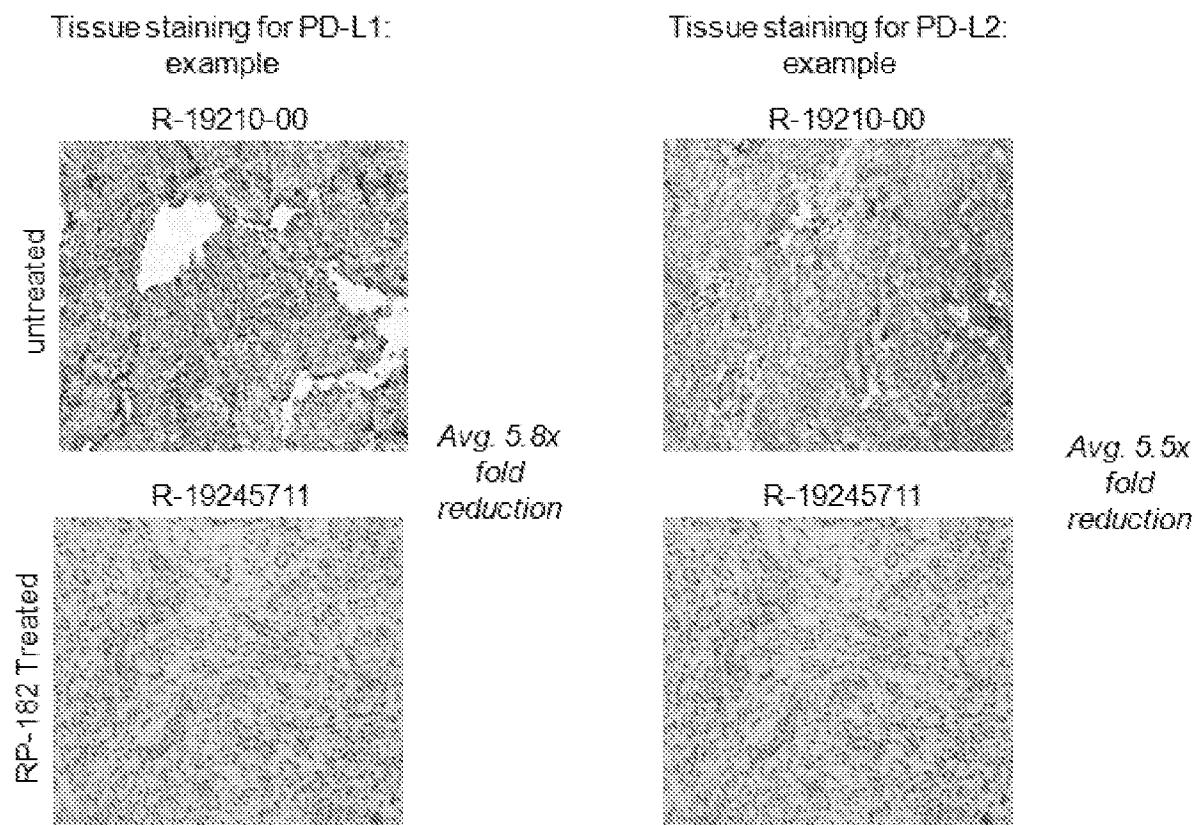 Tissue staining for PD-L1:
example
R-19210-00
untreated
Avg. 5.8x
fold
reduction
R-19245711
RP-182 Treated
Tissue staining for PD-L2:
example
R-19210-00
Avg. 5.5x
fold
reduction
R-19245711